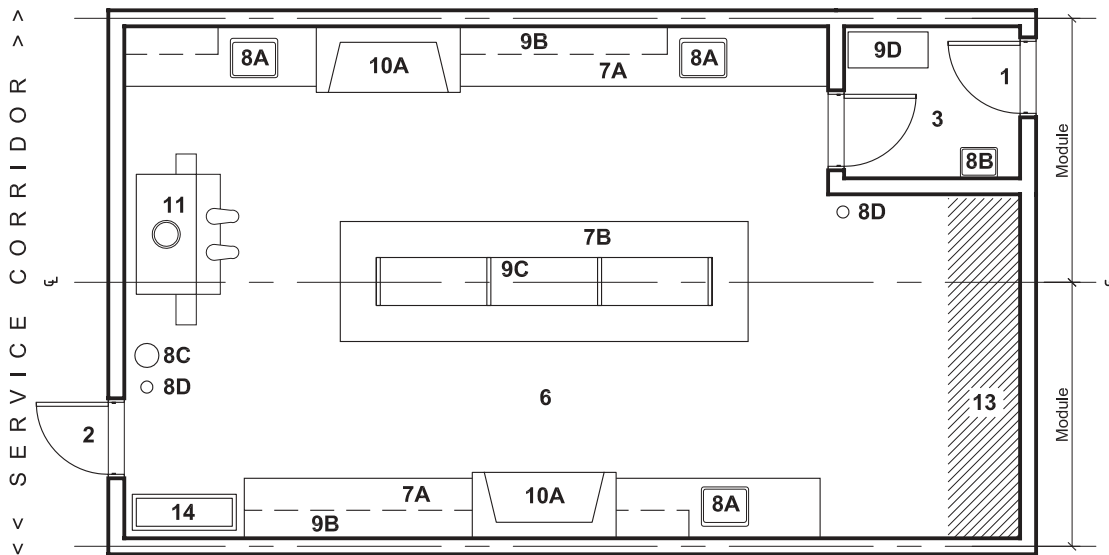 < < SERVICE CORRIDOR > >
9B
9D
8A
10A
7A
8A
1
3
Module
8B
11
8D
7B
9C
℄
8C
8D
6
13
Module
2
7A
10A
8A
14
9B